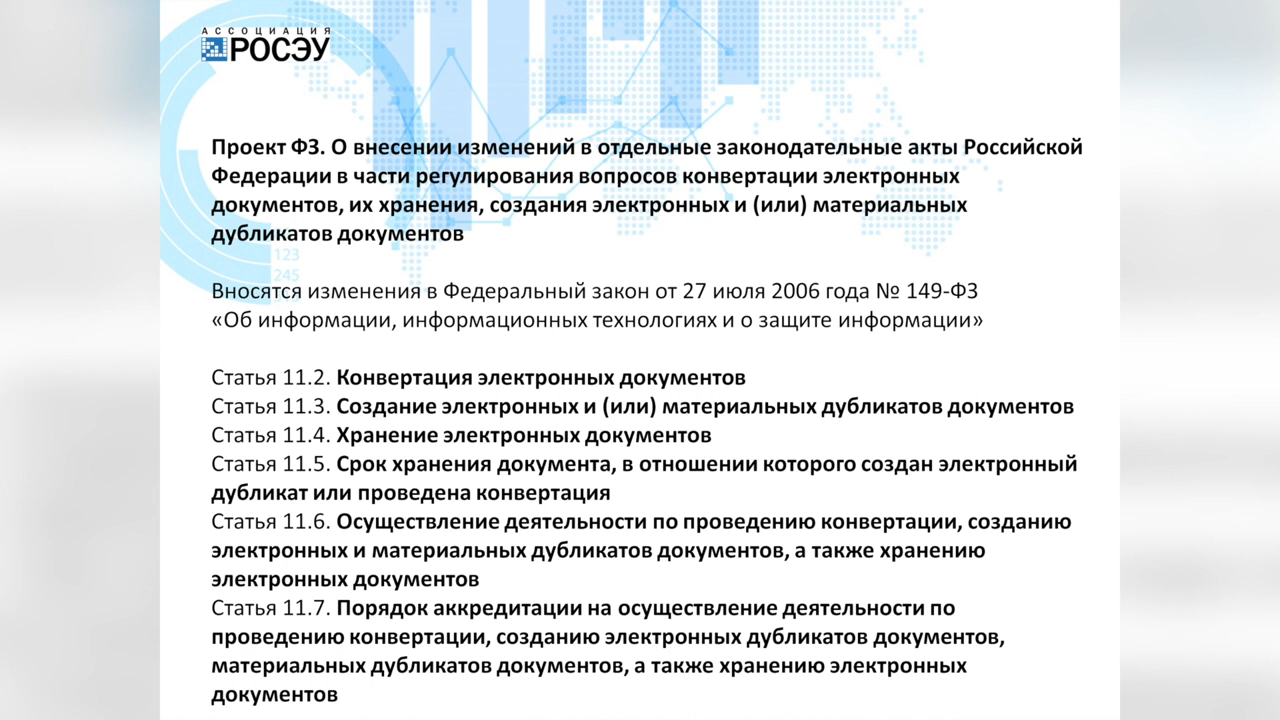 АССОЦИАЦИЯ
РОСЭУ
Проект ФЗ. О внесении изменений в отдельные законодательные акты Российской
Федерации в части регулирования вопросов конвертации электронных
документов, их хранения, создания электронных и (или) материальных
дубликатов документов
123
245
Вносятся изменения в Федеральный закон от 27 июля 2006 года № 149-ФЗ
«Об информации, информационных технологиях и о защите информации»
Статья 11.2. Конвертация электронных документов
Статья 11.3. Создание электронных и (или) материальных дубликатов документов
Статья 11.4. Хранение электронных документов
Статья 11.5. Срок хранения документа, в отношении которого создан электронный
дубликат или проведена конвертация
Статья 11.6. Осуществление деятельности по проведению конвертации, созданию
электронных и материальных дубликатов документов, а также хранению
электронных документов
Статья 11.7. Порядок аккредитации на осуществление деятельности по
проведению конвертации, созданию электронных дубликатов документов,
материальных дубликатов документов, а также хранению электронных
документов